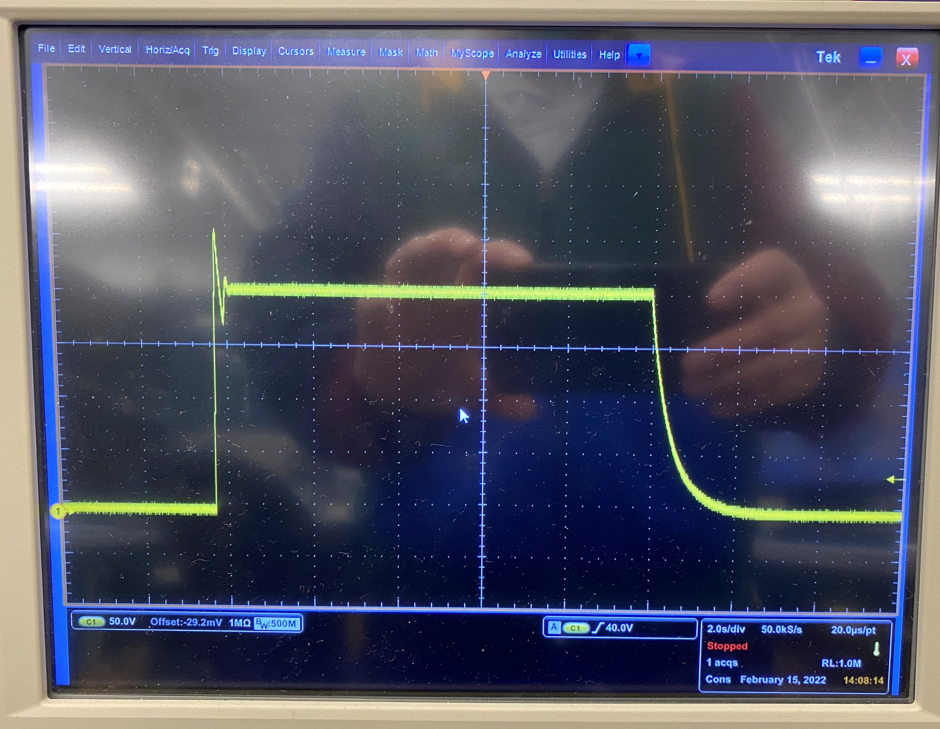 File Edit Vertical Horiz/Acq Trig Display Cursors Measure Mask Math MyScope Analyze Utilities Help Tek X
1
C1 50.0V Offset:-29.2mV 1MΩ BW:500M
A C1 40.0V
2.0s/div 50.0kS/s 20.0µs/pt
Stopped
1 acqs RL:1.0M
Cons February 15, 2022 14:08:14